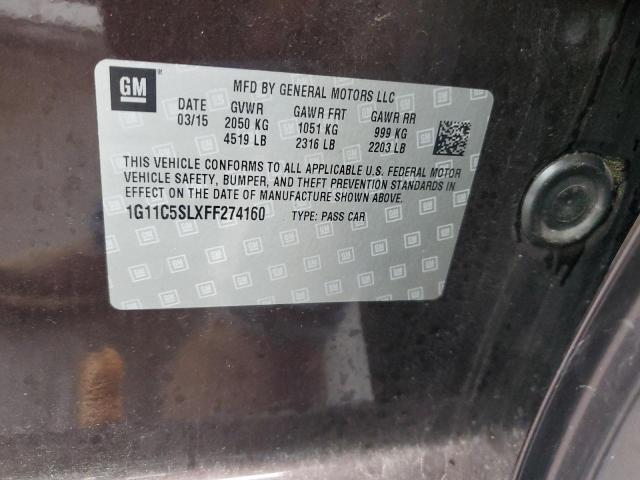 GM
MFD BY GENERAL MOTORS LLC
DATE GVWR GAWR FRT GAWR RR
03/15 2050 KG 1051 KG 999 KG
4519 LB 2316 LB 2203 LB
THIS VEHICLE CONFORMS TO ALL APPLICABLE U.S. FEDERAL MOTOR
VEHICLE SAFETY, BUMPER, AND THEFT PREVENTION STANDARDS IN
EFFECT ON THE DATE OF MANUFACTURE SHOWN ABOVE.
1G11C5SLXFF274160 TYPE: PASS CAR